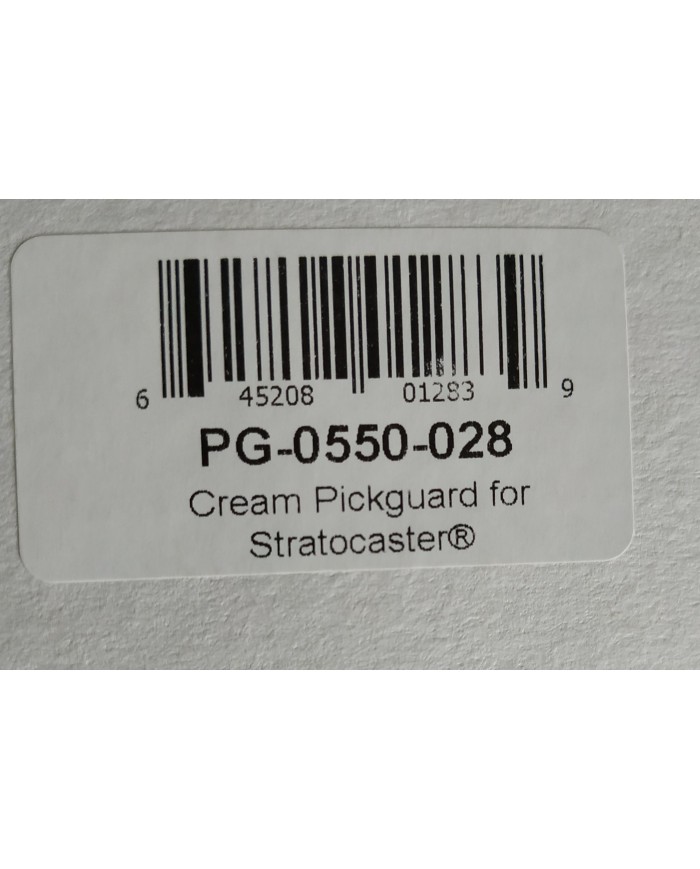 6 45208 01283 9
PG-0550-028
Cream Pickguard for
Stratocaster®